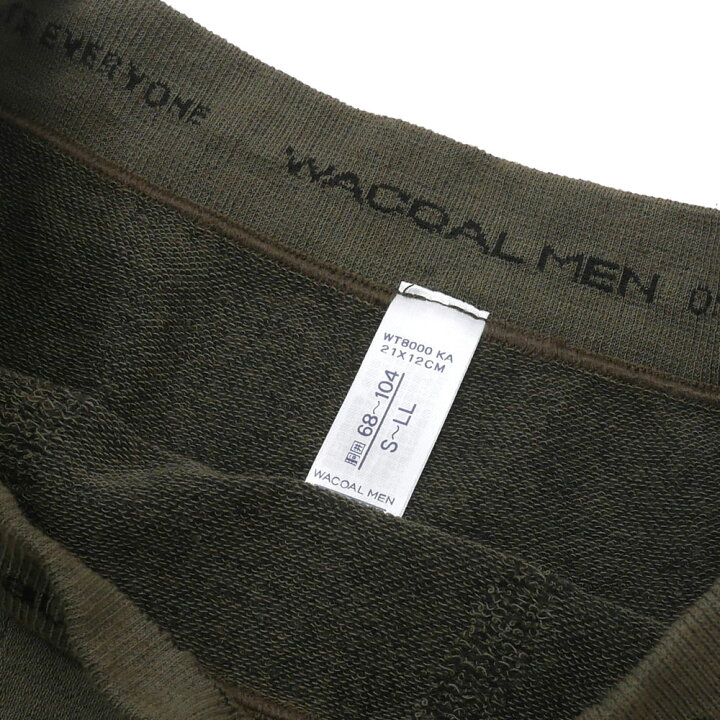 EVERYONE
WACOAL MEN
WT8000 KA
21X12CM
胴囲 68~104
S~LL
WACOAL MEN